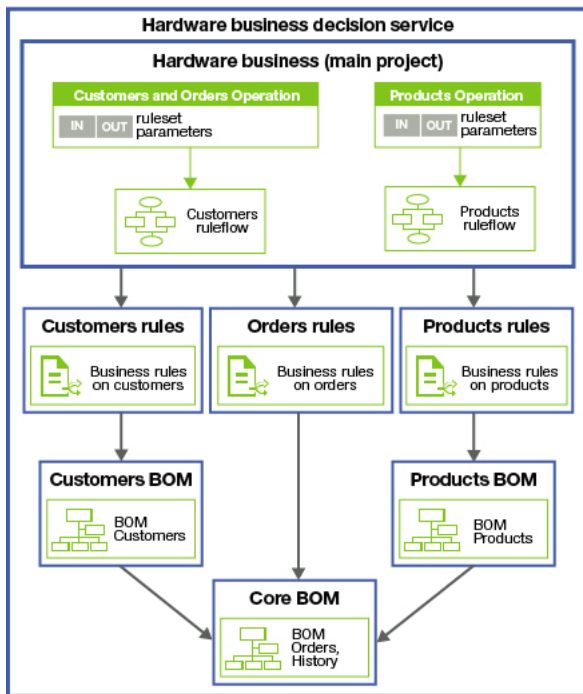 Hardware business decision service
Hardware business (main project)
Customers and Orders Operation
IN OUT ruleset
parameters
Products Operation
IN OUT ruleset
parameters
Customers
ruleflow
Products
ruleflow
Customers rules
Business rules
on customers
Orders rules
Business rules
on orders
Products rules
Business rules
on products
Customers BOM
BOM
Customers
Products BOM
BOM
Products
Core BOM
BOM
Orders,
History